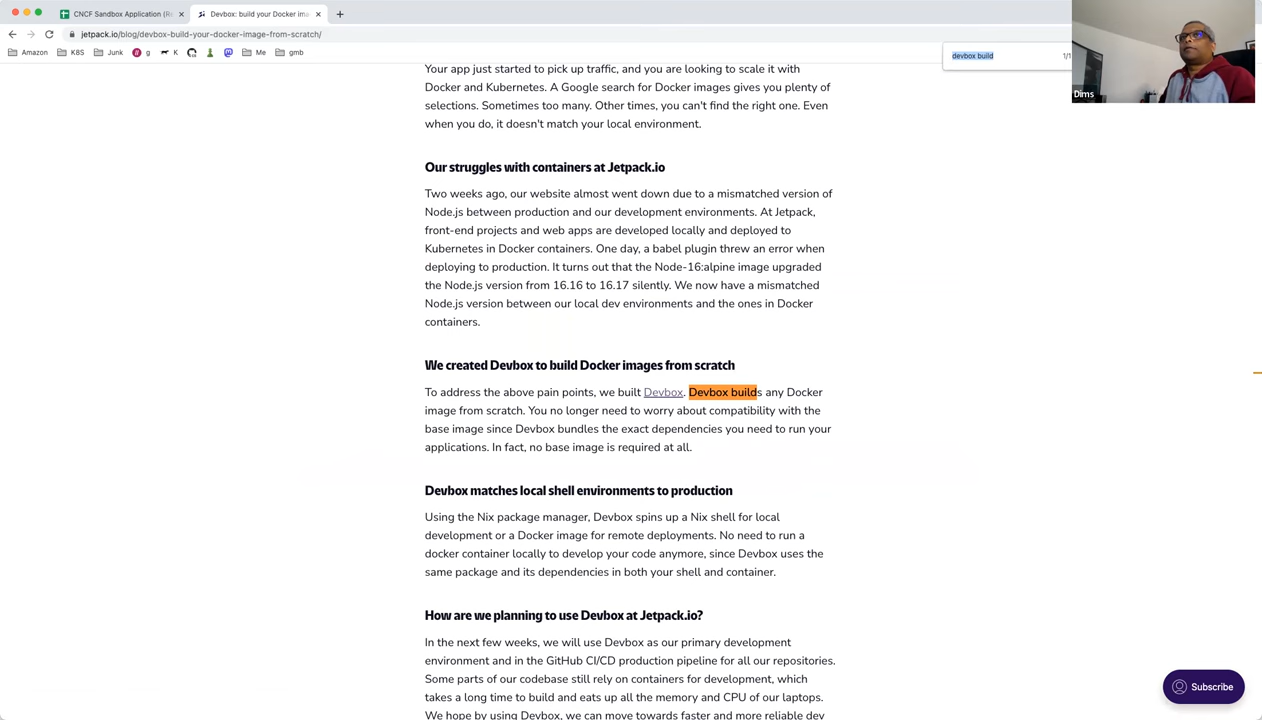 CNCF Sandbox Application (Re
Devbox: build your Docker ima
jetpack.io/blog/devbox-build-your-docker-image-from-scratch/
Amazon
K8S
Junk
g
K
Me
gmb
devbox build
1/1
Dims
Your app just started to pick up traffic, and you are looking to scale it with
Docker and Kubernetes. A Google search for Docker images gives you plenty of
selections. Sometimes too many. Other times, you can't find the right one. Even
when you do, it doesn't match your local environment.
Our struggles with containers at Jetpack.io
Two weeks ago, our website almost went down due to a mismatched version of
Node.js between production and our development environments. At Jetpack,
front-end projects and web apps are developed locally and deployed to
Kubernetes in Docker containers. One day, a babel plugin threw an error when
deploying to production. It turns out that the Node-16:alpine image upgraded
the Node.js version from 16.16 to 16.17 silently. We now have a mismatched
Node.js version between our local dev environments and the ones in Docker
containers.
We created Devbox to build Docker images from scratch
To address the above pain points, we built Devbox. Devbox builds any Docker
image from scratch. You no longer need to worry about compatibility with the
base image since Devbox bundles the exact dependencies you need to run your
applications. In fact, no base image is required at all.
Devbox matches local shell environments to production
Using the Nix package manager, Devbox spins up a Nix shell for local
development or a Docker image for remote deployments. No need to run a
docker container locally to develop your code anymore, since Devbox uses the
same package and its dependencies in both your shell and container.
How are we planning to use Devbox at Jetpack.io?
In the next few weeks, we will use Devbox as our primary development
environment and in the GitHub CI/CD production pipeline for all our repositories.
Some parts of our codebase still rely on containers for development, which
takes a long time to build and eats up all the memory and CPU of our laptops.
We hope by using Devbox, we can move towards faster and more reliable dev
Subscribe